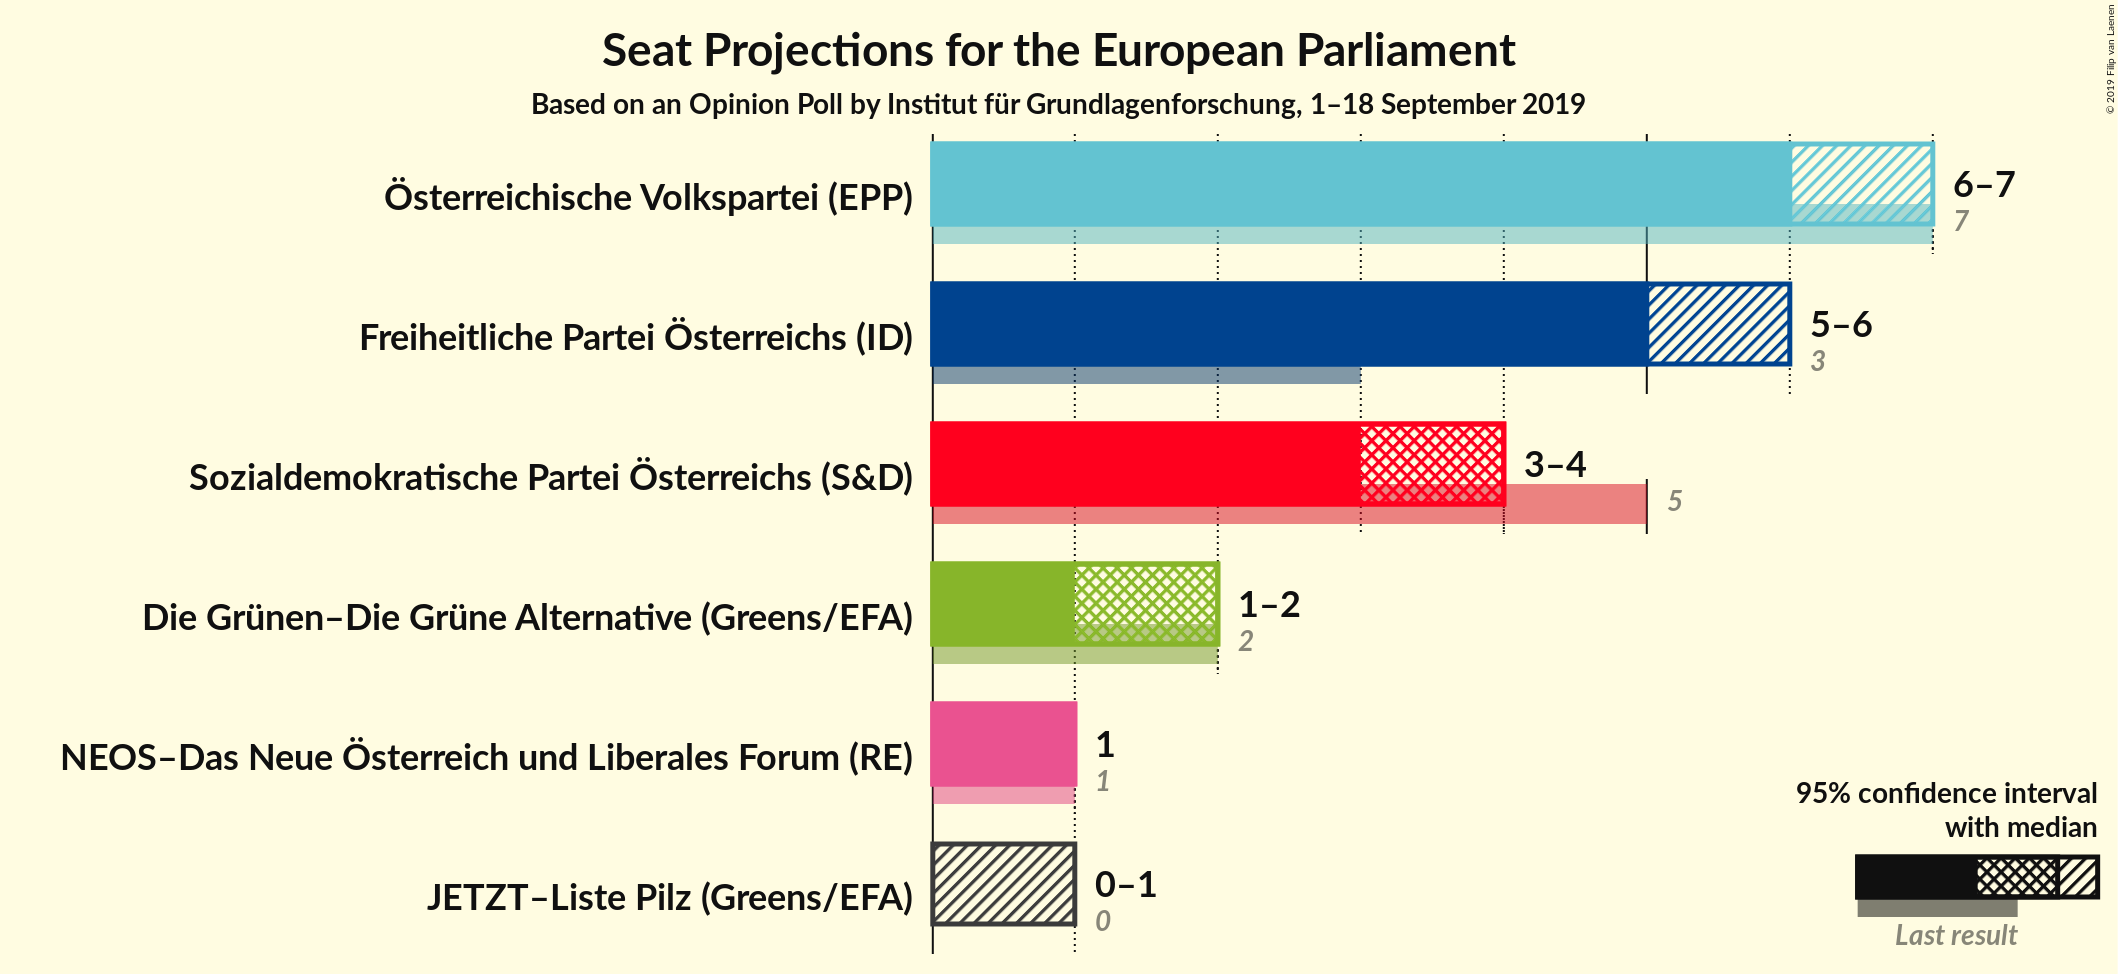 Seat Projections for the European Parliament
Based on an Opinion Poll by Institut für Grundlagenforschung, 1–18 September 2019
© 2019 Filip van Laenen
Österreichische Volkspartei (EPP)
6–7
7
Freiheitliche Partei Österreichs (ID)
5–6
3
Sozialdemokratische Partei Österreichs (S&D)
3–4
5
Die Grünen–Die Grüne Alternative (Greens/EFA)
1–2
2
NEOS–Das Neue Österreich und Liberales Forum (RE)
1
1
JETZT–Liste Pilz (Greens/EFA)
0–1
0
95% confidence interval
with median
Last result